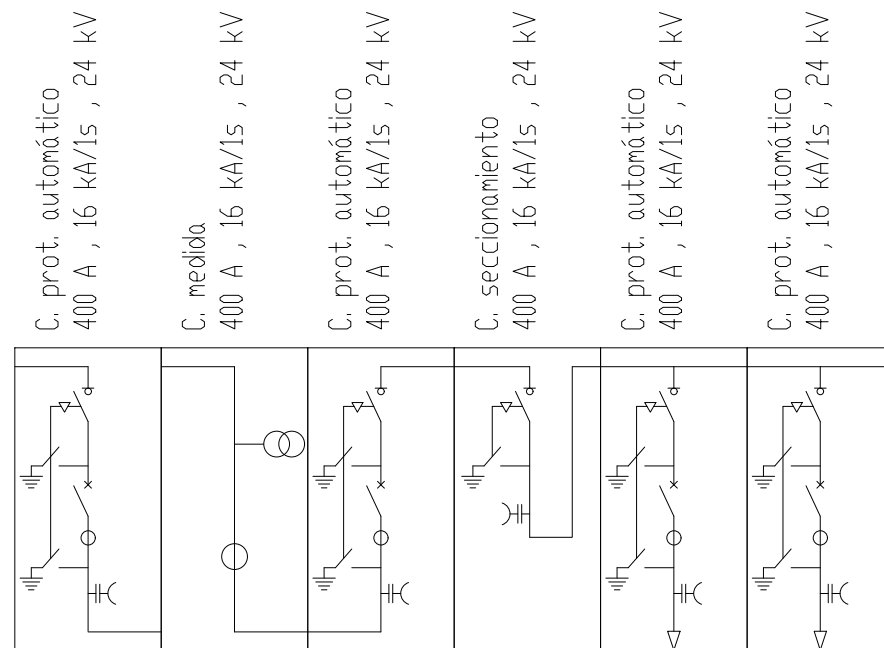 C. prot. automático
400 A , 16 kA/1s , 24 kV
C. medida
400 A , 16 kA/1s , 24 kV
C. prot. automático
400 A , 16 kA/1s , 24 kV
C. seccionamiento
400 A , 16 kA/1s , 24 kV
C. prot. automático
400 A , 16 kA/1s , 24 kV
C. prot. automático
400 A , 16 kA/1s , 24 kV